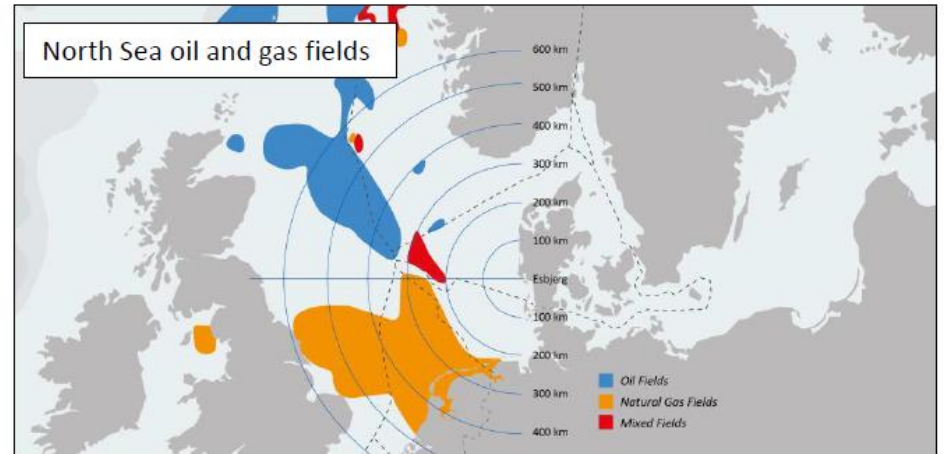 North Sea oil and gas fields
600 km
500 km
400 km
300 km
200 km
100 km
Esbjerg
100 km
200 km
300 km
400 km
Oil Fields
Natural Gas Fields
Mixed Fields